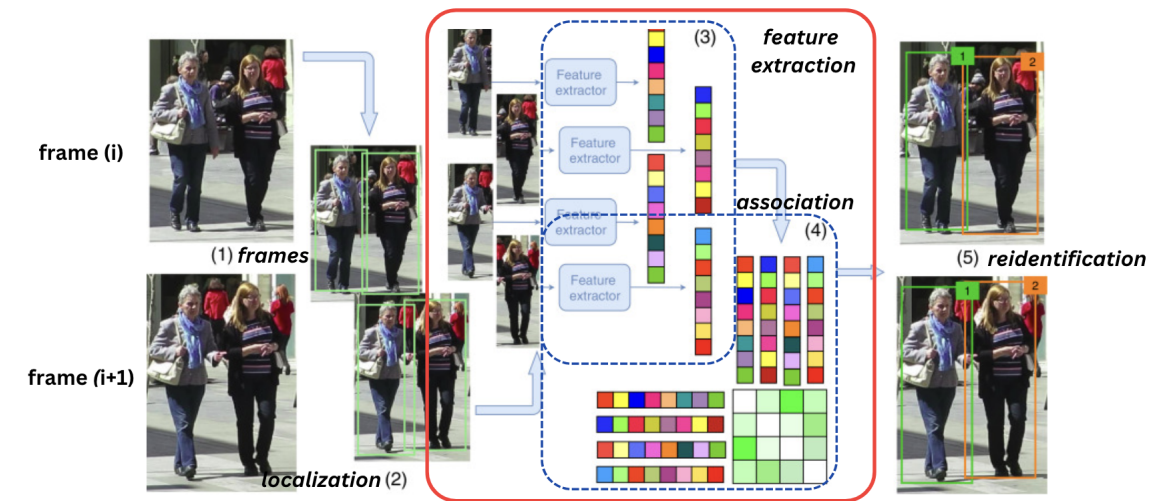 frame (i)
(1) frames
frame (i+1)
localization (2)
(3)
feature
extraction
Feature
extractor
Feature
extractor
Feature
extractor
Feature
extractor
association
(4)
1
2
(5) reidentification
1
2